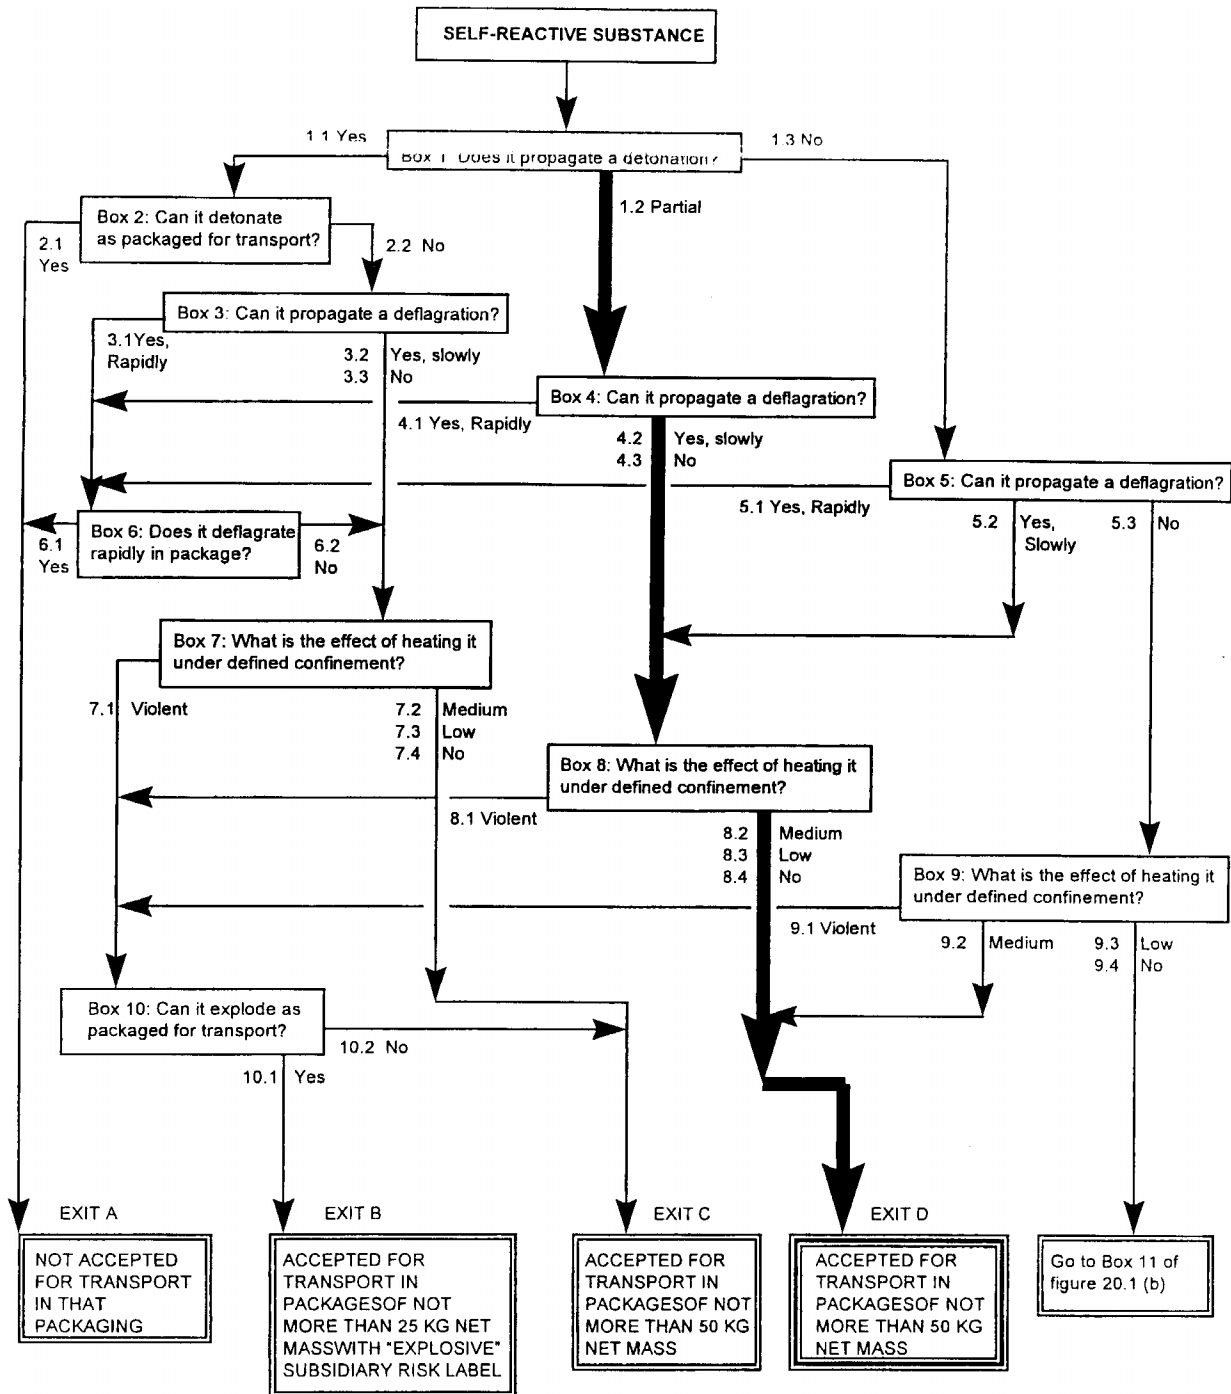 SELF-REACTIVE SUBSTANCE
1.1 Yes
Box 1: Does it propagate a detonation?
1.3 No
1.2 Partial
Box 2: Can it detonate
as packaged for transport?
2.1
Yes
2.2 No
Box 3: Can it propagate a deflagration?
3.1Yes,
Rapidly
3.2 Yes, slowly
3.3 No
Box 4: Can it propagate a deflagration?
4.1 Yes, Rapidly
4.2 Yes, slowly
4.3 No
Box 5: Can it propagate a deflagration?
5.1 Yes, Rapidly
5.2 Yes,
Slowly
5.3 No
Box 6: Does it deflagrate
rapidly in package?
6.1
Yes
6.2
No
Box 7: What is the effect of heating it
under defined confinement?
7.1 Violent
7.2 Medium
7.3 Low
7.4 No
Box 8: What is the effect of heating it
under defined confinement?
8.1 Violent
8.2 Medium
8.3 Low
8.4 No
Box 9: What is the effect of heating it
under defined confinement?
9.1 Violent
9.2 Medium
9.3 Low
9.4 No
Box 10: Can it explode as
packaged for transport?
10.2 No
10.1 Yes
EXIT A
NOT ACCEPTED
FOR TRANSPORT
IN THAT
PACKAGING
EXIT B
ACCEPTED FOR
TRANSPORT IN
PACKAGESOF NOT
MORE THAN 25 KG NET
MASSWITH "EXPLOSIVE"
SUBSIDIARY RISK LABEL
EXIT C
ACCEPTED FOR
TRANSPORT IN
PACKAGESOF NOT
MORE THAN 50 KG
NET MASS
EXIT D
ACCEPTED FOR
TRANSPORT IN
PACKAGESOF NOT
MORE THAN 50 KG
NET MASS
Go to Box 11 of
figure 20.1 (b)